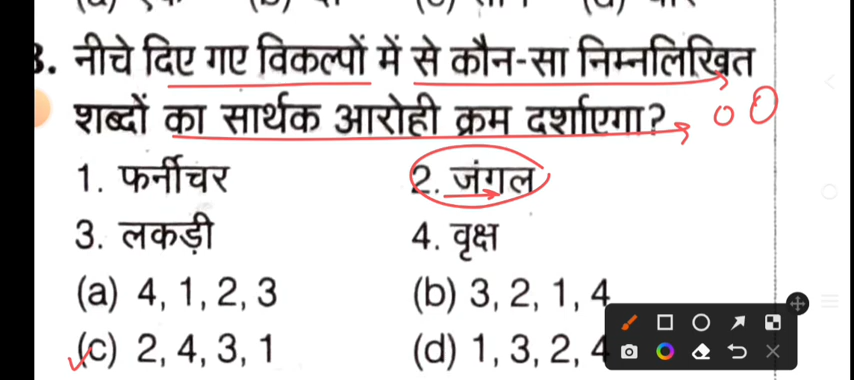 3. नीचे दिए गए विकल्पों में से कौन-सा निम्नलिखित
शब्दों का सार्थक आरोही क्रम दर्शाएगा?
1. फर्नीचर 2. जंगल
3. लकड़ी 4. वृक्ष
(a) 4, 1, 2, 3 (b) 3, 2, 1, 4
(c) 2, 4, 3, 1 (d) 1, 3, 2, 4